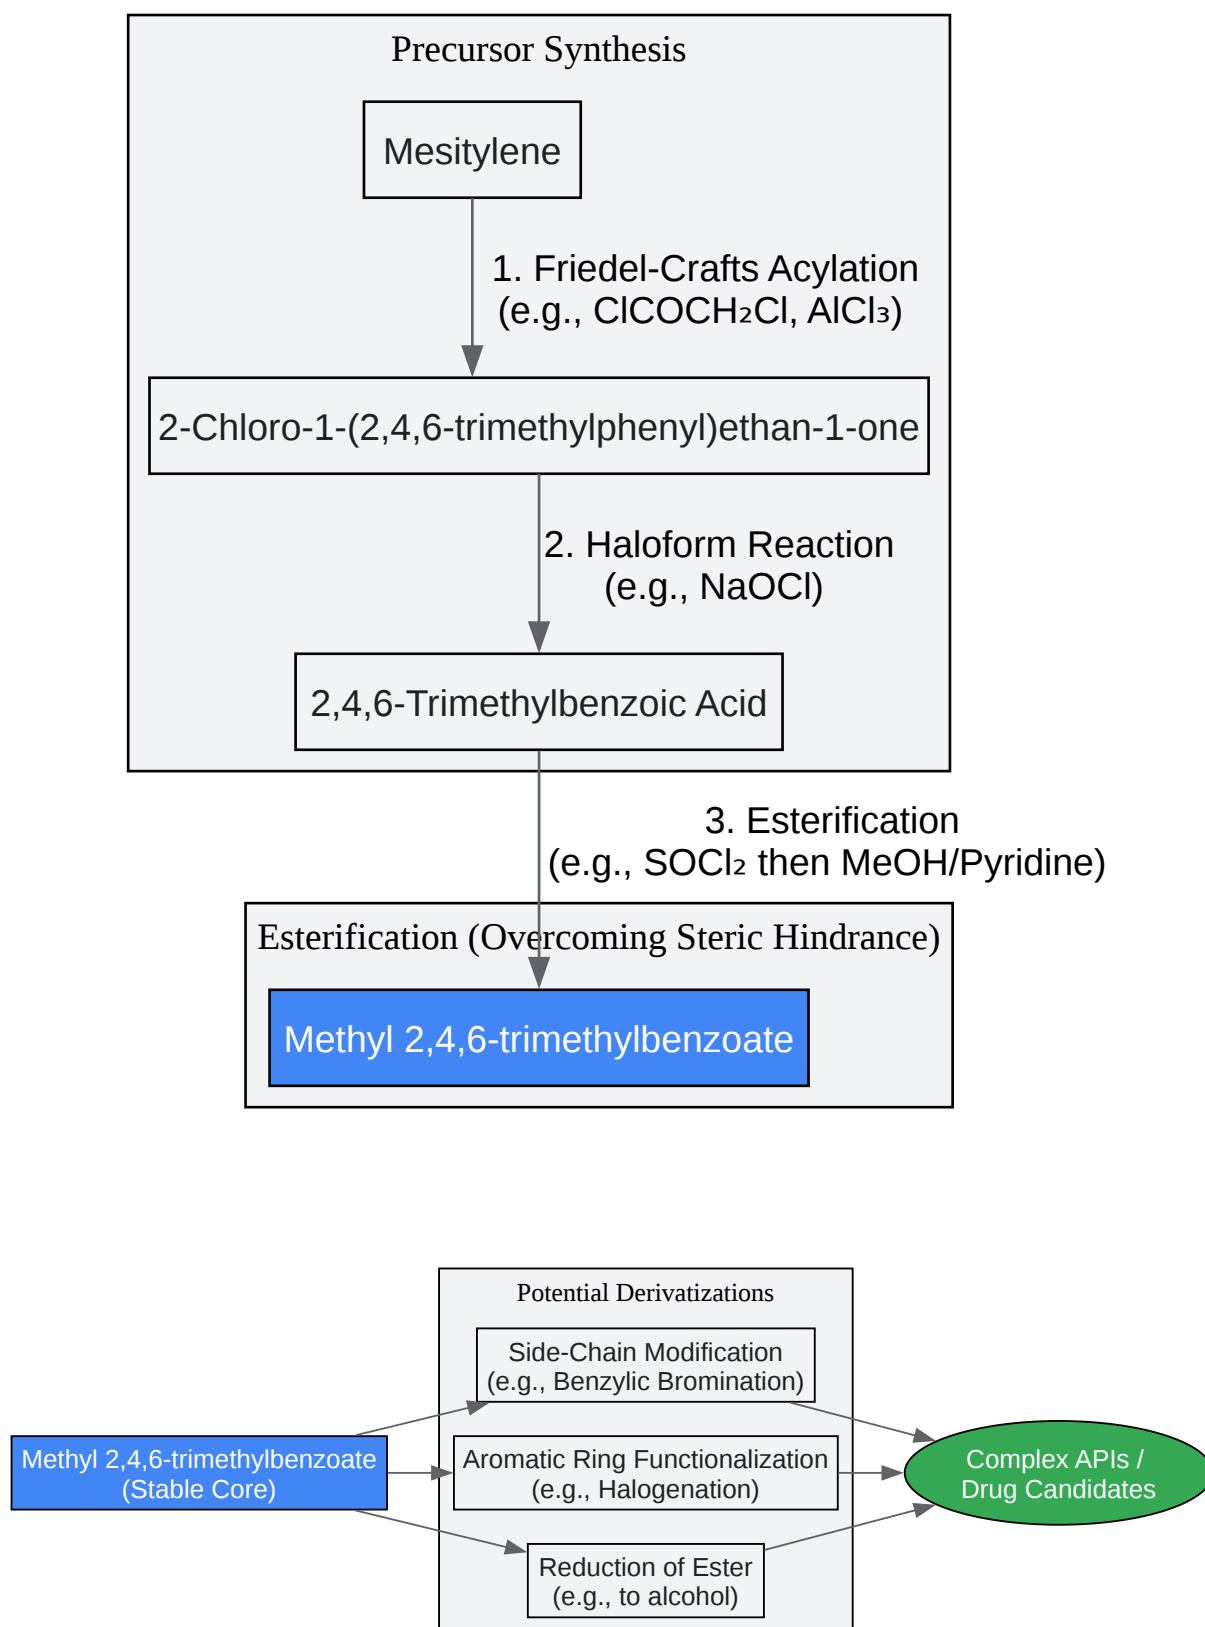 Precursor Synthesis
Mesitylene
1. Friedel-Crafts Acylation
(e.g., ClCOCH₂Cl, AlCl₃)
2-Chloro-1-(2,4,6-trimethylphenyl)ethan-1-one
2. Haloform Reaction
(e.g., NaOCl)
2,4,6-Trimethylbenzoic Acid
3. Esterification
(e.g., SOCl₂ then MeOH/Pyridine)
Esterification (Overcoming Steric Hindrance)
Methyl 2,4,6-trimethylbenzoate
Potential Derivatizations
Side-Chain Modification
(e.g., Benzylic Bromination)
Methyl 2,4,6-trimethylbenzoate
(Stable Core)
Aromatic Ring Functionalization
(e.g., Halogenation)
Complex APIs /
Drug Candidates
Reduction of Ester
(e.g., to alcohol)